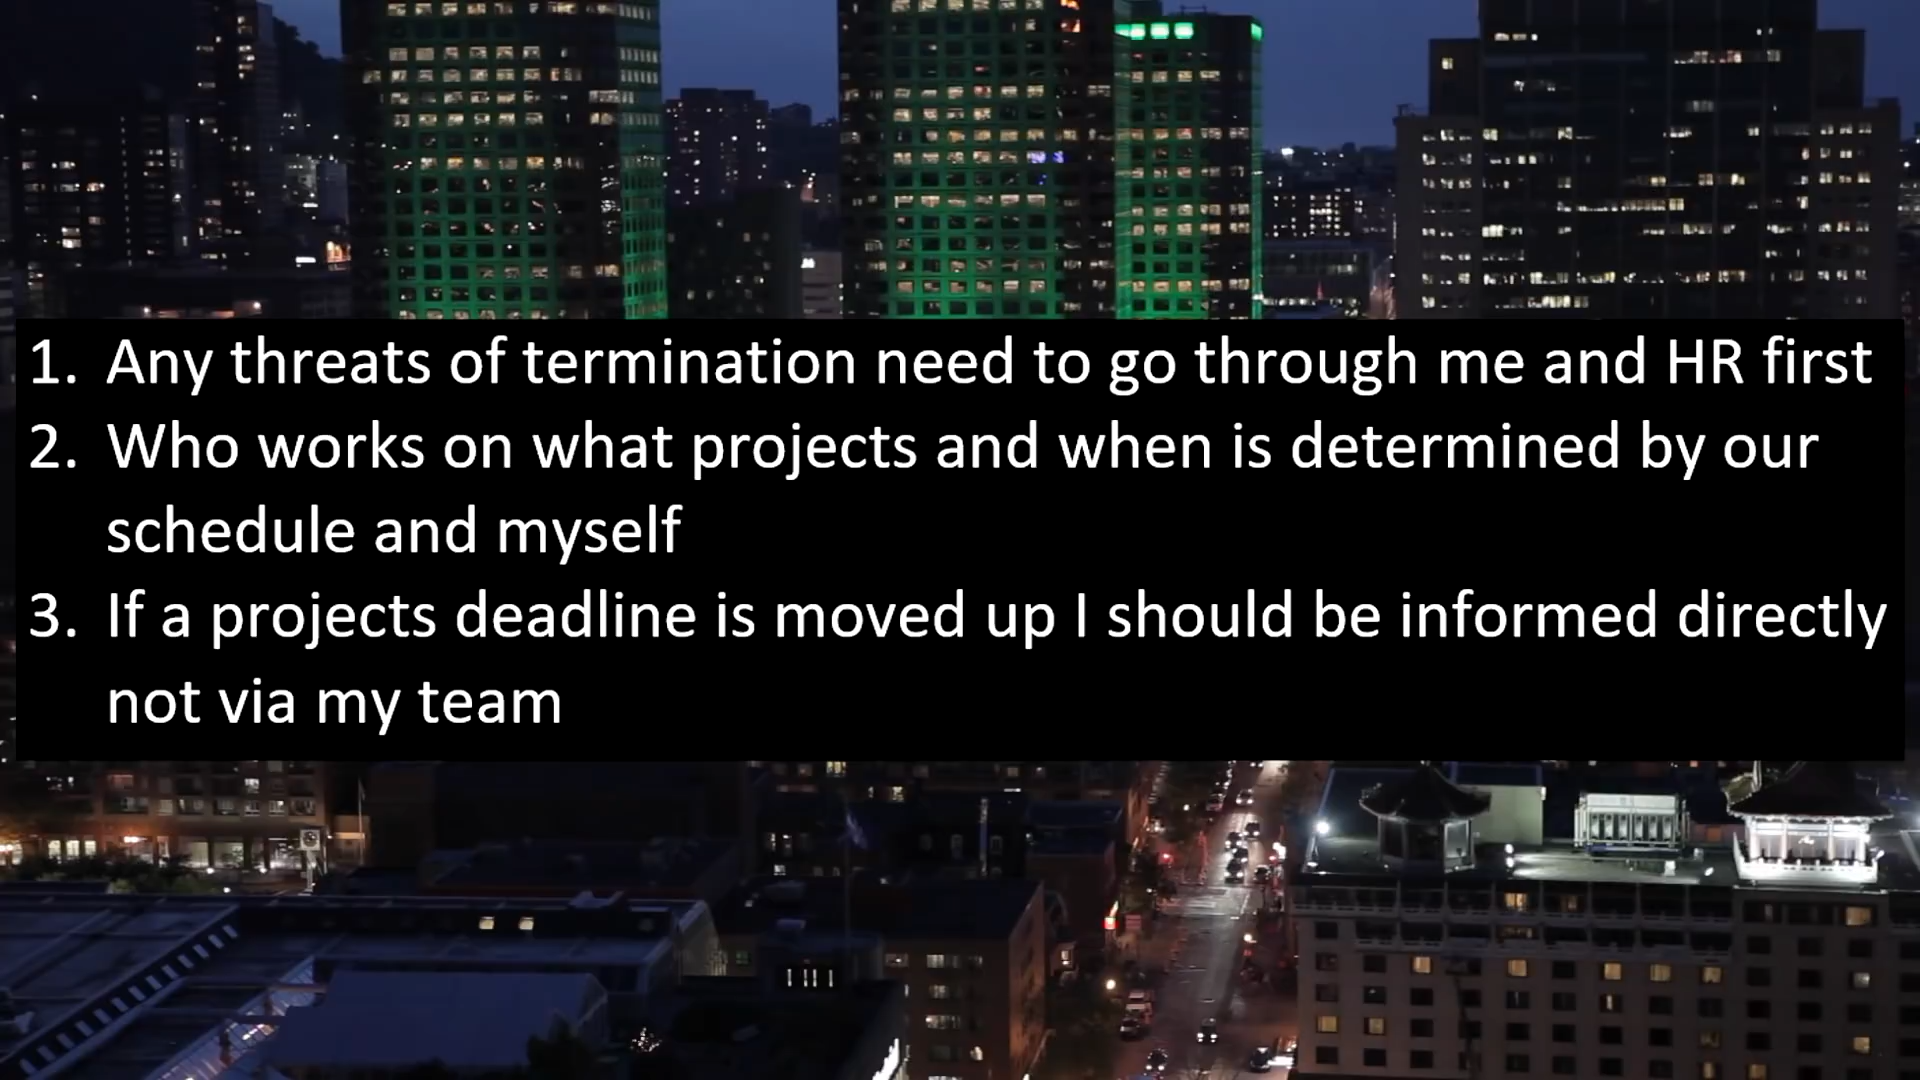 1. Any threats of termination need to go through me and HR first
2. Who works on what projects and when is determined by our
schedule and myself
3. If a projects deadline is moved up I should be informed directly
not via my team